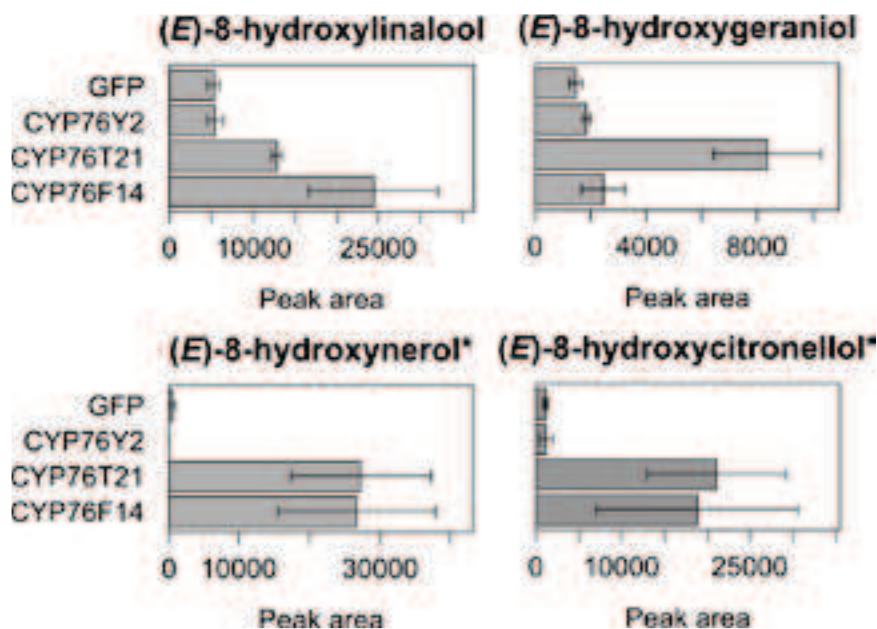 (E)-8-hydroxylinalool (E)-8-hydroxygeraniol
GFP
CYP76Y2
CYP76T21
CYP76F14
0 10000 25000 0 4000 8000
Peak area Peak area
(E)-8-hydroxynerol* (E)-8-hydroxycitronellol*
GFP
CYP76Y2
CYP76T21
CYP76F14
0 10000 30000 0 10000 25000
Peak area Peak area